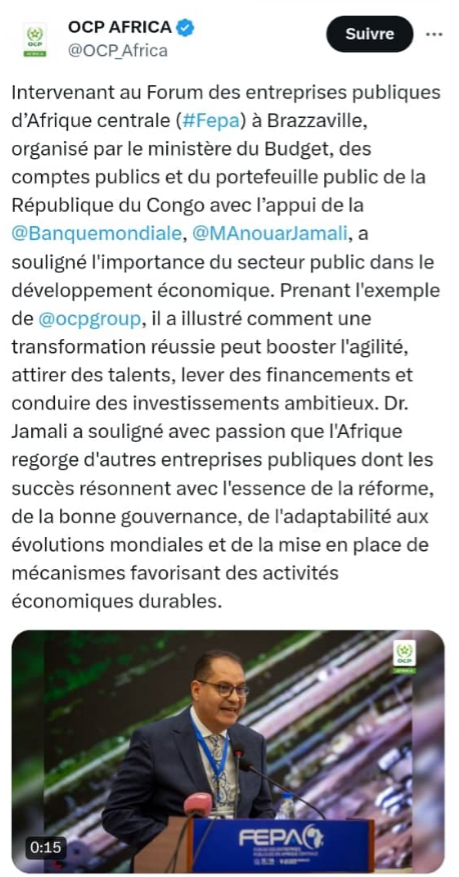 OCP AFRICA
Suivre
@OCP_Africa
Intervenant au Forum des entreprises publiques
d'Afrique centrale (#Fepa) à Brazzaville,
organisé par le ministère du Budget, des
comptes publics et du portefeuille public de la
République du Congo avec l'appui de la
@Banquemondiale, @MAnouarJamali, a
souligné l'importance du secteur public dans le
développement économique. Prenant l'exemple
de @ocpgroup, il a illustré comment une
transformation réussie peut booster l'agilité,
attirer des talents, lever des financements et
conduire des investissements ambitieux. Dr.
Jamali a souligné avec passion que l'Afrique
regorge d'autres entreprises publiques dont les
succès résonnent avec l'essence de la réforme,
de la bonne gouvernance, de l'adaptabilité aux
évolutions mondiales et de la mise en place de
mécanismes favorisant des activités
économiques durables.
OCP
FEPAC
0:15